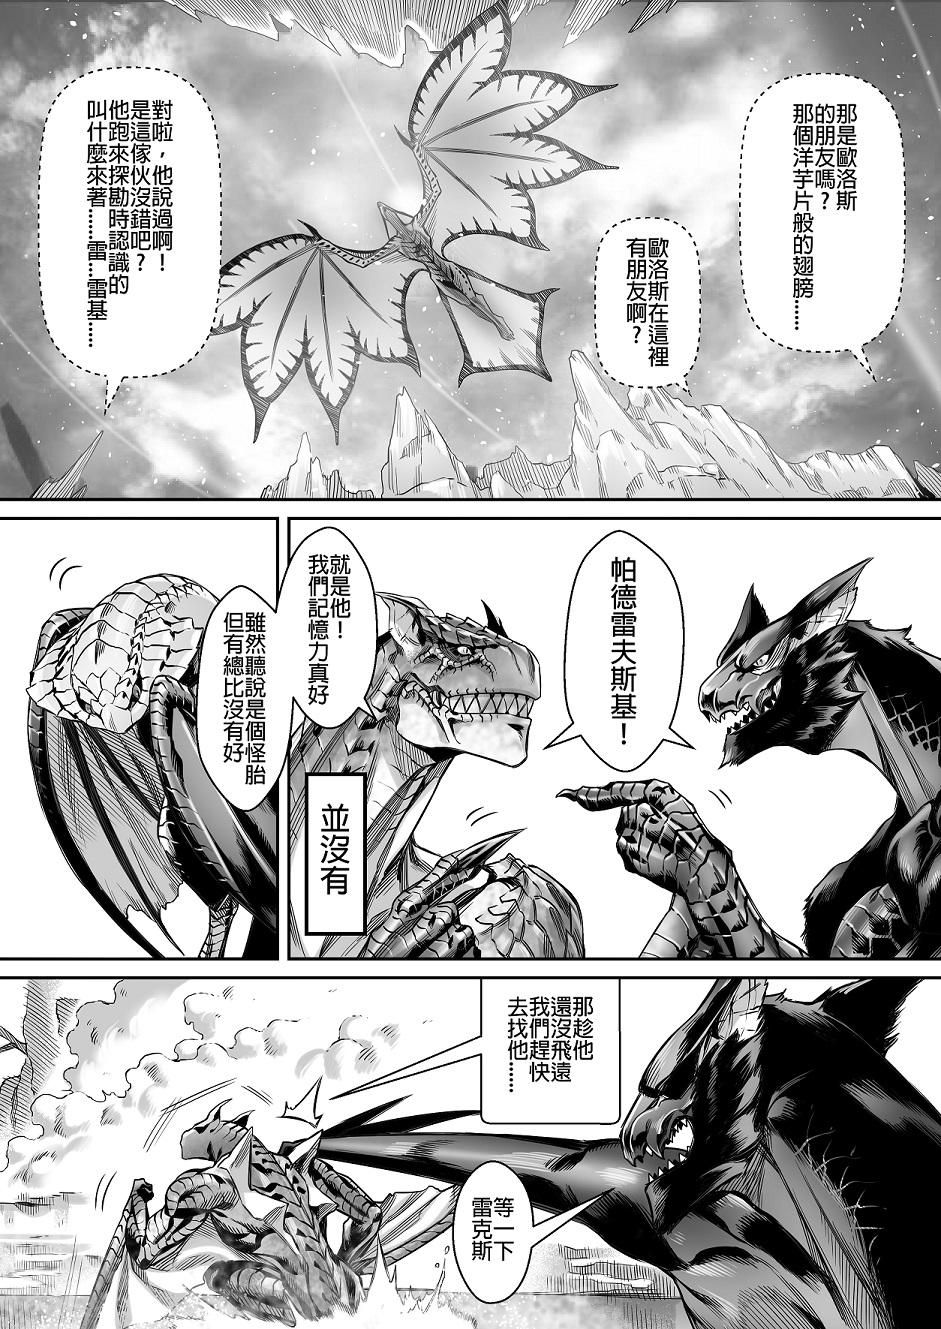 那是歐洛斯
的朋友嗎?
那個洋芋片般的翅膀……
歐洛斯在這裡
有朋友啊?
對啦，他說過啊!
是這傢伙沒錯吧?
他跑來探勘時認識的
叫什麼來著……雷…雷基……
帕德雷夫斯基!
就是他!
我們記憶力真好
並沒有
雖然聽說是個怪胎
但有總比沒有好
那趁他
還沒飛遠
我們趕快
去找他……
等一下
雷克斯